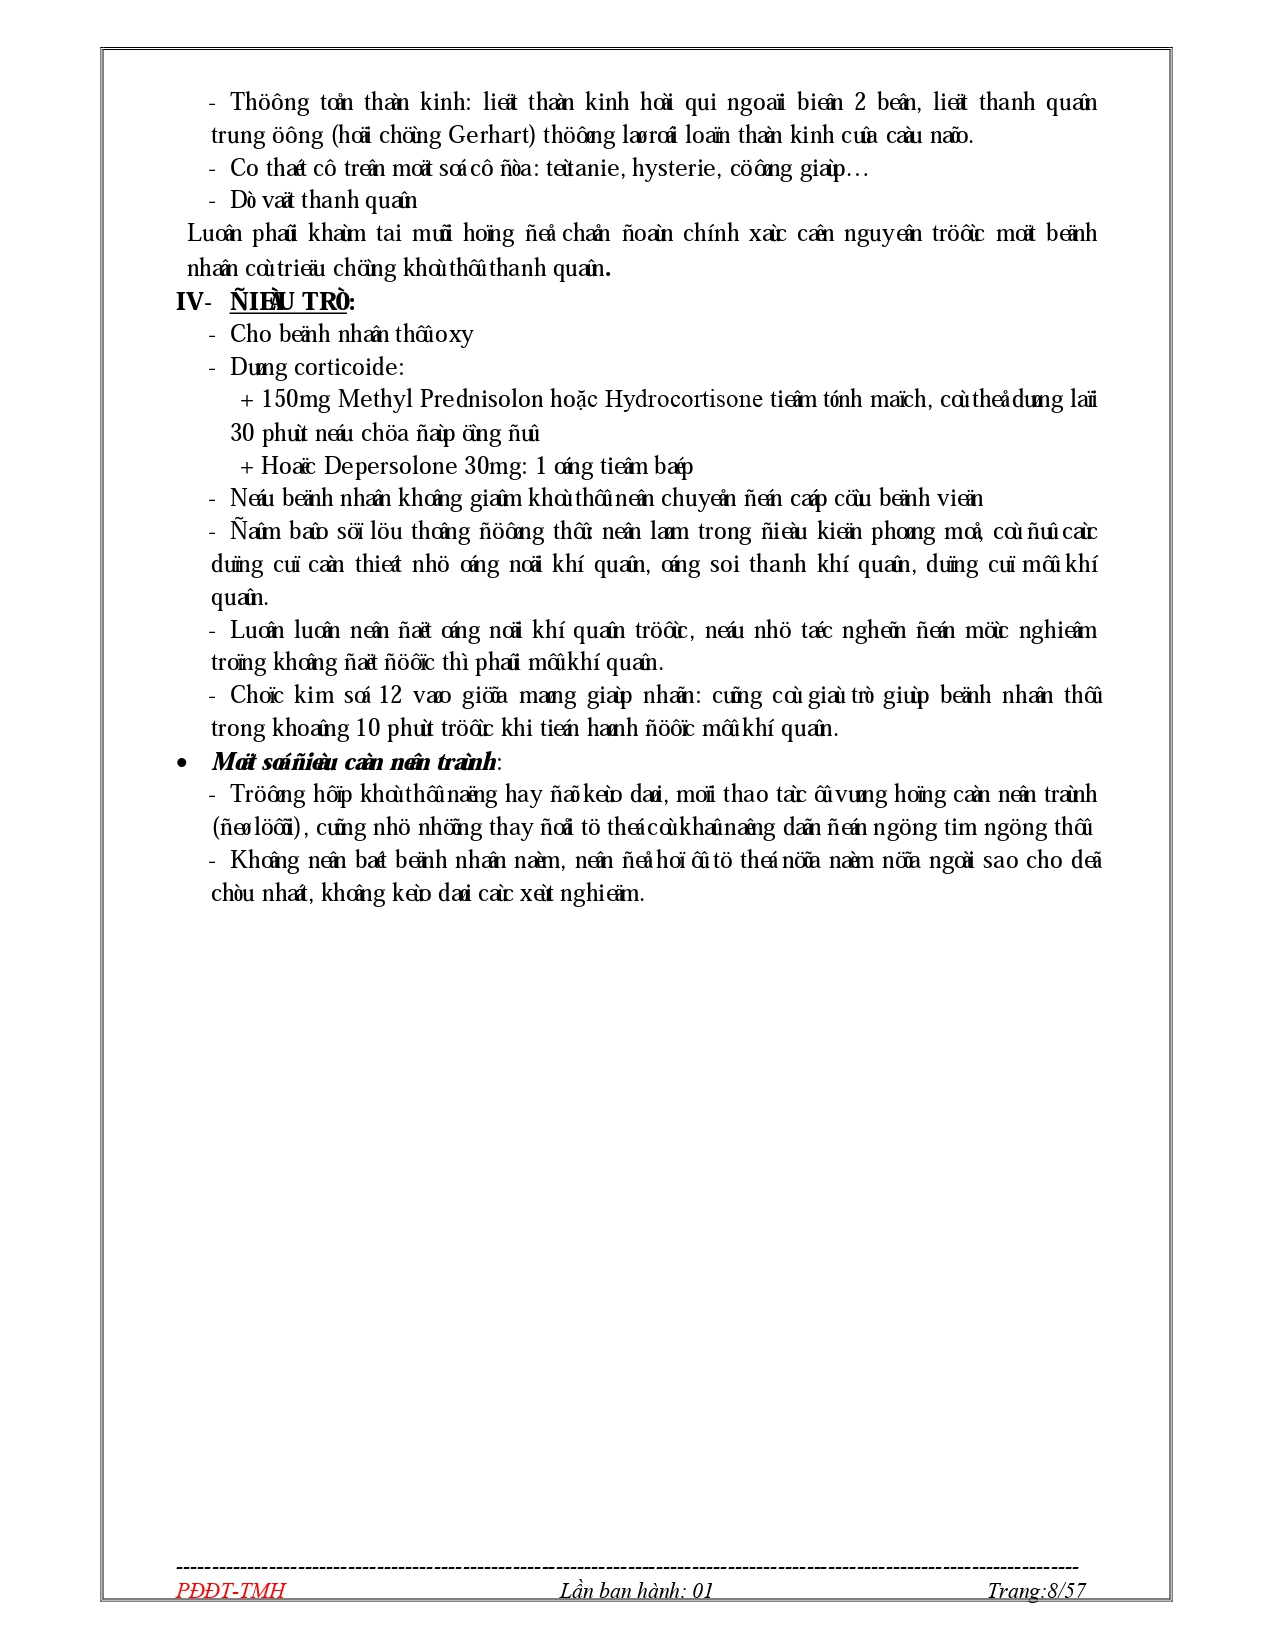 - Thöông toån thaàn kinh: lieät thaàn kinh hoài qui ngoaïi bieân 2 beân, lieät thanh quaûn
trung öông (hoäi chöùng Gerhart) thöôøng laø roái loaïn thaàn kinh cuûa caàu naõo.
- Co thaét cô treân moät soá cô ñòa: teùtanie, hysterie, cöôøng giaùp…
- Dò vaät thanh quaûn
Luoân phaûi khaùm tai muõi hoïng ñeå chaån ñoaùn chính xaùc caên nguyeân tröôùc moät beänh
nhaân coù trieäu chöùng khoù thôû thanh quaûn.
IV- ÑIEÀU TRÒ:
- Cho beänh nhaân thôû oxy
- Duøng corticoide:
+ 150mg Methyl Prednisolon hoặc Hydrocortisone tieâm tónh maïch, coù theå duøng laïi
30 phuùt neáu chöa ñaùp öùng ñuû
+ Hoaëc Depersolone 30mg: 1 oáng tieâm baép
- Neáu beänh nhaân khoâng giaûm khoù thôû neân chuyeån ñeán caáp cöùu beänh vieän
- Ñaûm baûo söï löu thoâng ñöôøng thôû: neân laøm trong ñieàu kieän phoøng moå, coù ñuû caùc
duïng cuï caàn thieát nhö oáng noäi khí quaûn, oáng soi thanh khí quaûn, duïng cuï môû khí
quaûn.
- Luoân luoân neân ñaët oáng noäi khí quaûn tröôùc, neáu nhö taéc ngheõn ñeán möùc nghieâm
troïng khoâng ñaët ñöôïc thì phaûi môû khí quaûn.
- Choïc kim soá 12 vaøo giöõa maøng giaùp nhaãn: cuõng coù giaù trò giuùp beänh nhaân thôû
trong khoaûng 10 phuùt tröôùc khi tieán haønh ñöôïc môû khí quaûn.
• Moät soá ñieàu caàn neân traùnh:
- Tröôøng hôïp khoù thôû naëng hay ñaõ keùo daøi, moïi thao taùc ôû vuøng hoïng caàn neân traùnh
(ñeø löôõi), cuõng nhö nhöõng thay ñoåi tö theá coù khaû naêng daãn ñeán ngöng tim ngöng thôû
- Khoâng neân baét beänh nhaân naèm, neân ñeå hoï ôû tö theá nöõa naèm nöõa ngoài sao cho deã
chòu nhaát, khoâng keùo daøi caùc xeùt nghieäm.
PĐĐT-TMH Lần ban hành: 01 Trang:8/57